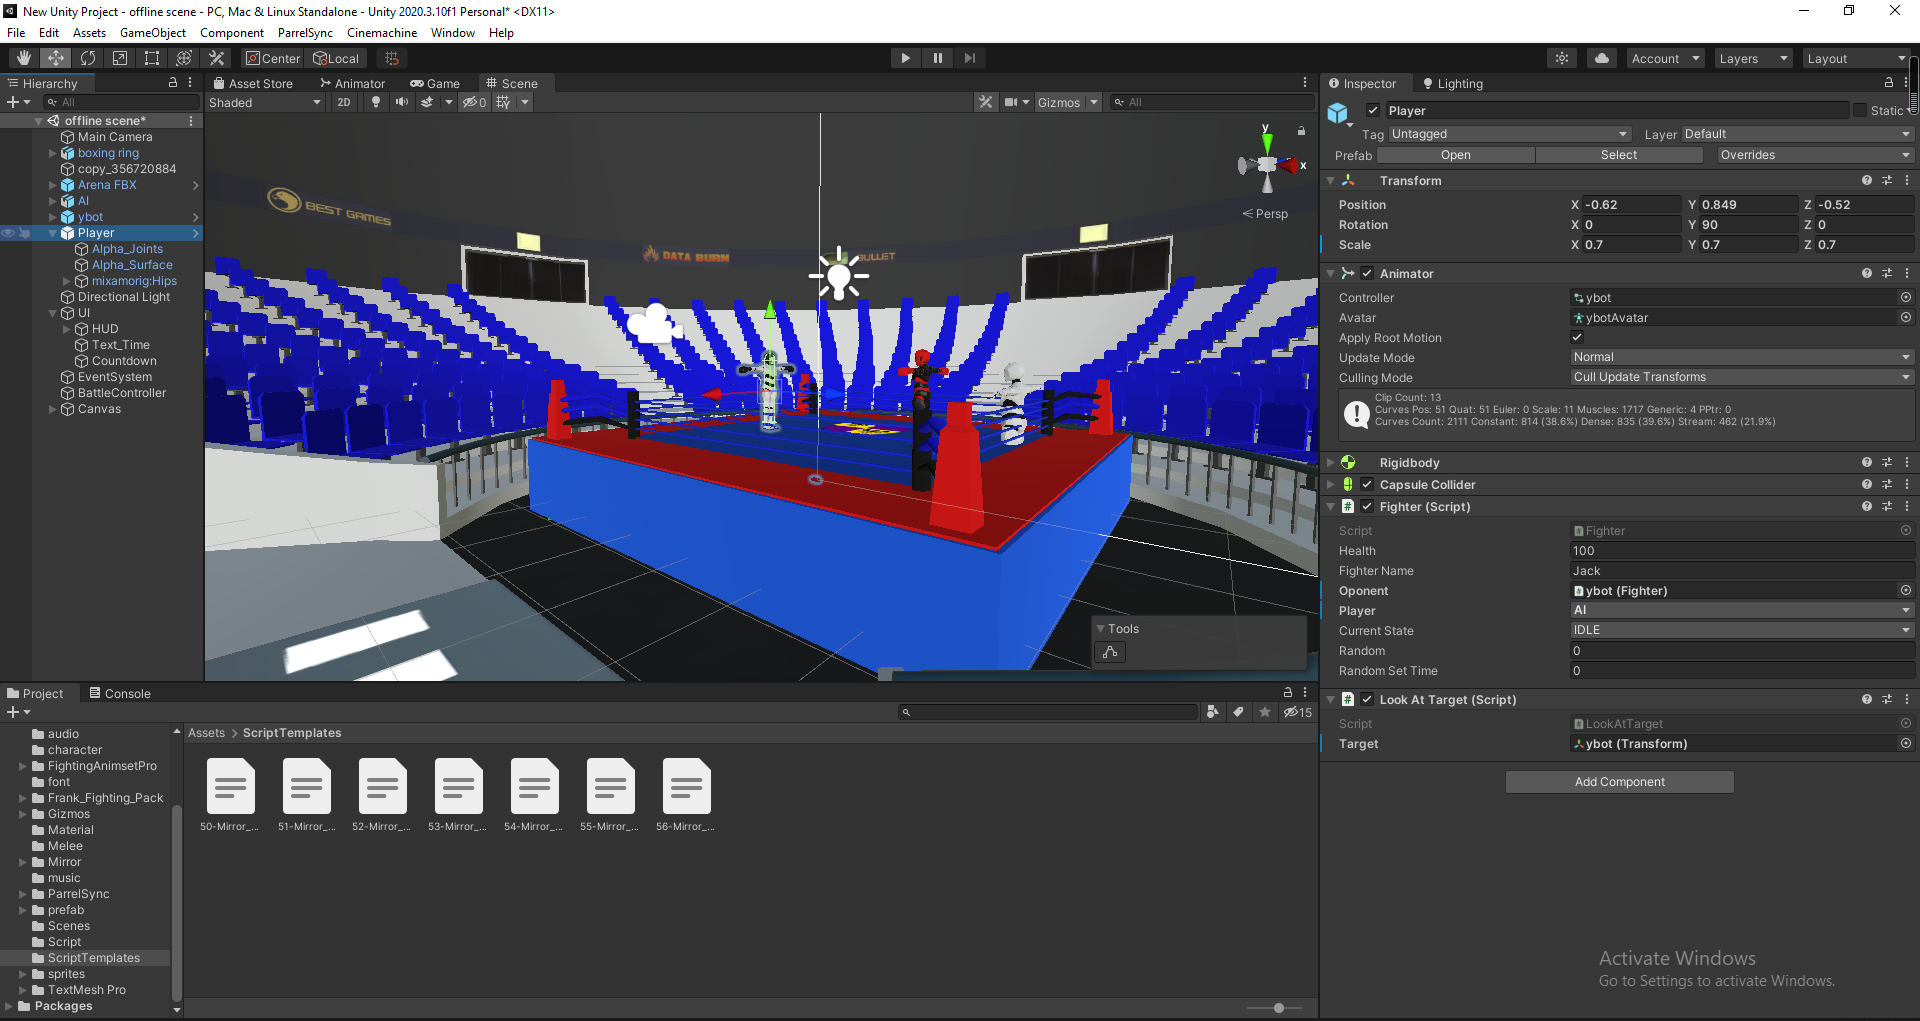 New Unity Project - offline scene - PC, Mac & Linux Standalone - Unity 2020.3.10f1 Personal* <DX11>
File Edit Assets GameObject Component ParrelSync Cinemachine Window Help
Center Local Account Layers Layout
Hierarchy
All
offline scene*
Main Camera
boxing ring
copy_356720884
Arena FBX
AI
ybot
Player
Alpha_Joints
Alpha_Surface
mixamorig:Hips
Directional Light
UI
HUD
Text_Time
Countdown
EventSystem
BattleController
Canvas
Asset Store Animator Game Scene
Shaded 2D 0 Gizmos All
BEST GAMES
DATA BURN
BULLET
y
x
Persp
Tools
Inspector Lighting
Player Static
Tag Untagged Layer Default
Prefab Open Select Overrides
Transform
Position X -0.62 Y 0.849 Z -0.52
Rotation X 0 Y 90 Z 0
Scale X 0.7 Y 0.7 Z 0.7
Animator
Controller ybot
Avatar ybotAvatar
Apply Root Motion
Update Mode Normal
Culling Mode Cull Update Transforms
Clip Count: 13
Curves Pos: 51 Quat: 51 Euler: 0 Scale: 11 Muscles: 1717 Generic: 4 PPtr: 0
Curves Count: 2111 Constant: 814 (38.6%) Dense: 835 (39.6%) Stream: 462 (21.9%)
Rigidbody
Capsule Collider
Fighter (Script)
Script Fighter
Health 100
Fighter Name Jack
Oponent ybot (Fighter)
Player AI
Current State IDLE
Random 0
Random Set Time 0
Look At Target (Script)
Script LookAtTarget
Target ybot (Transform)
Add Component
Project Console
15
audio
character
FightingAnimsetPro
font
Frank_Fighting_Pack
Gizmos
Material
Melee
Mirror
music
ParrelSync
prefab
Scenes
Script
ScriptTemplates
sprites
TextMesh Pro
Packages
Assets > ScriptTemplates
50-Mirror_... 51-Mirror_... 52-Mirror_... 53-Mirror_... 54-Mirror_... 55-Mirror_... 56-Mirror_...
Activate Windows
Go to Settings to activate Windows.